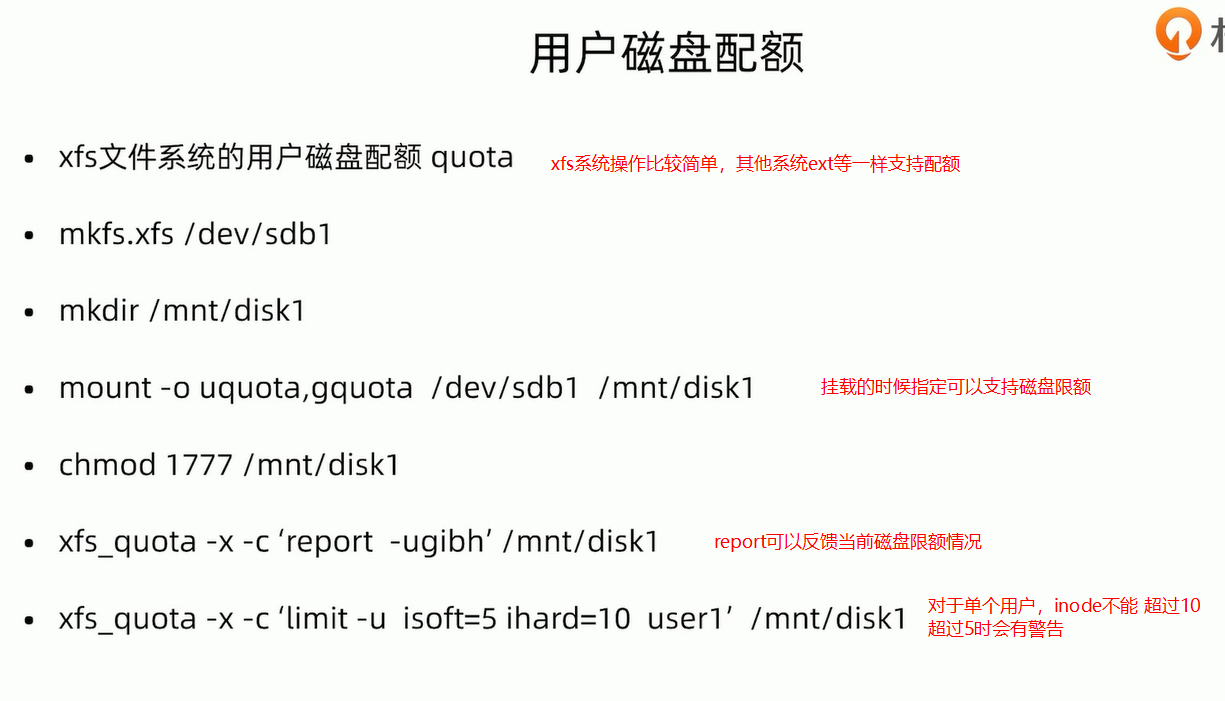 用户磁盘配额
• xfs文件系统的用户磁盘配额 quota
xfs系统操作比较简单，其他系统ext等一样支持配额
• mkfs.xfs /dev/sdb1
• mkdir /mnt/disk1
• mount -o uquota,gquota /dev/sdb1 /mnt/disk1
挂载的时候指定可以支持磁盘限额
• chmod 1777 /mnt/disk1
• xfs_quota -x -c ‘report -ugibh’ /mnt/disk1
report可以反馈当前磁盘限额情况
• xfs_quota -x -c ‘limit -u isoft=5 ihard=10 user1’ /mnt/disk1
对于单个用户，inode不能 超过10
超过5时会有警告